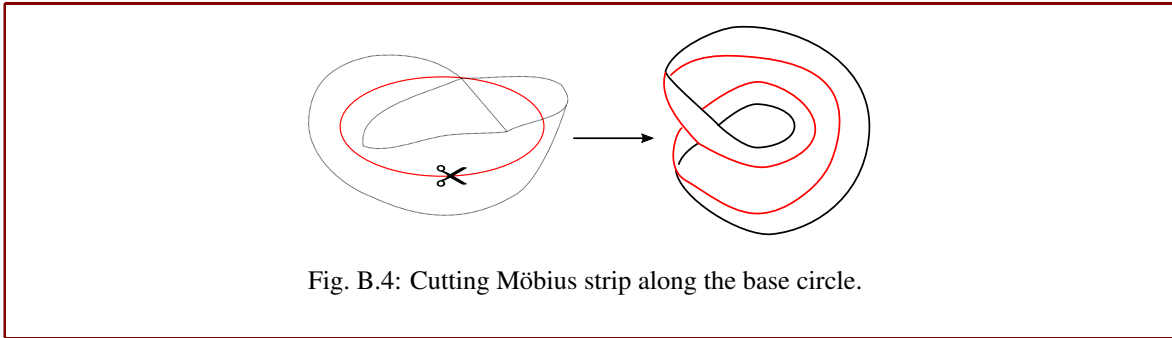 Fig. B.4: Cutting Möbius strip along the base circle.